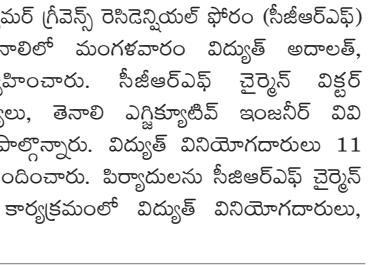 మర్ గ్రీవెన్స్ రెసిడెన్షియల్ ఫోరం (సీజీఆర్ఎఫ్)
నాలిలో మంగళవారం విద్యుత్ అదాలత్,
హించారు. సీజీఆర్ఎఫ్ చైర్మెన్ విక్టర్
్యలు, తెనాలి ఎగ్జిక్యూటివ్ ఇంజనీర్ వివి
పాల్గొన్నారు. విద్యుత్ వినియోగదారులు 11
ందించారు. పిర్యాదులను సీజిఆర్ఎఫ్ చైర్మెన్
కార్యక్రమంలో విద్యుత్ వినియోగదారులు,